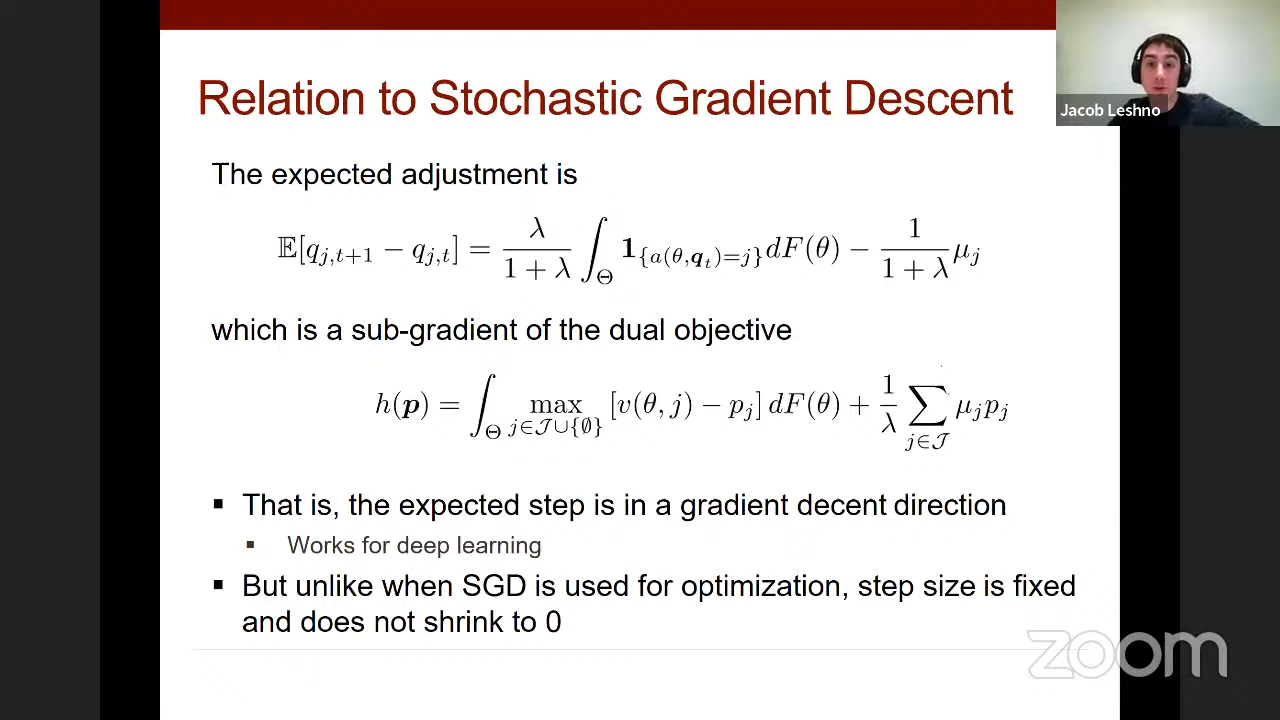 Relation to Stochastic Gradient Descent
Jacob Leshno
The expected adjustment is
𝔼[q_{j,t+1} − q_{j,t}] = \frac{λ}{1 + λ} ∫_Θ 𝟏_{\{a(θ,𝒒_t)=j\}} dF(θ) − \frac{1}{1 + λ} μ_j
which is a sub-gradient of the dual objective
h(𝒑) = ∫_Θ \max_{j∈𝒥∪\{∅\}} [v(θ, j) − p_j] dF(θ) + \frac{1}{λ} ∑_{j∈𝒥} μ_j p_j
▪ That is, the expected step is in a gradient decent direction
▪ Works for deep learning
▪ But unlike when SGD is used for optimization, step size is fixed
and does not shrink to 0
zoom